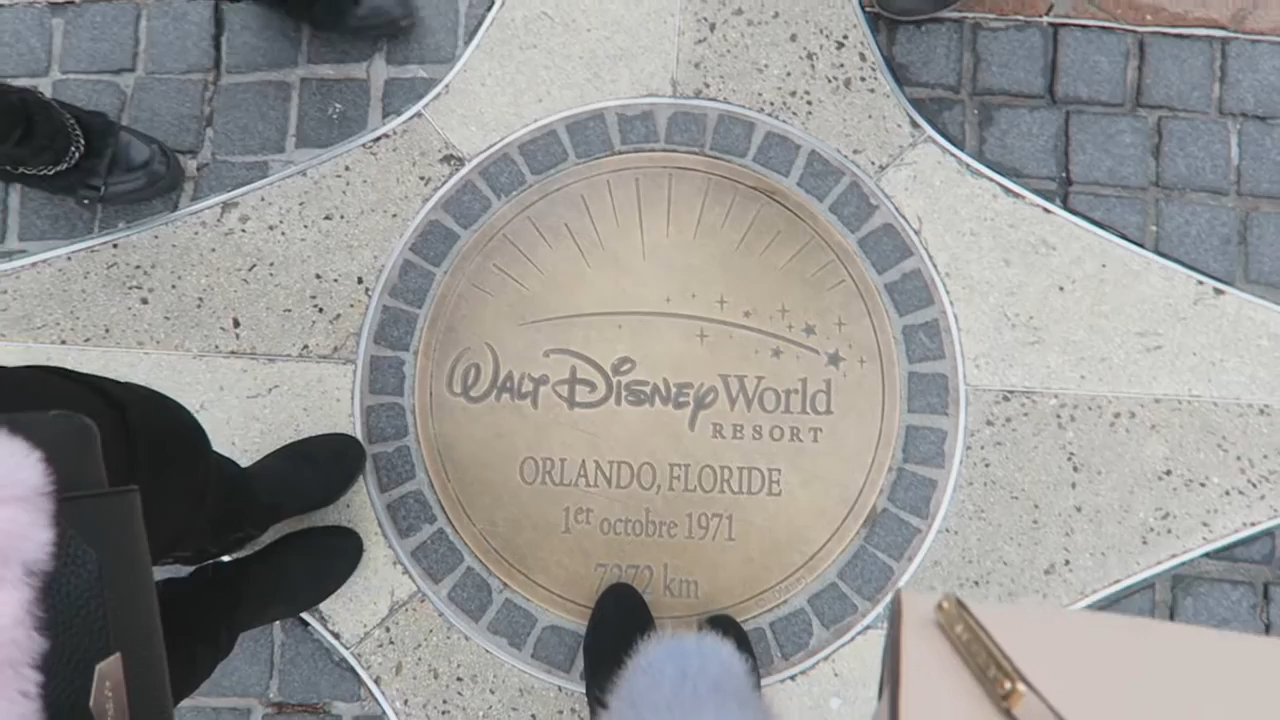 Walt Disney World
RESORT
ORLANDO, FLORIDE
1er octobre 1971
7272 km